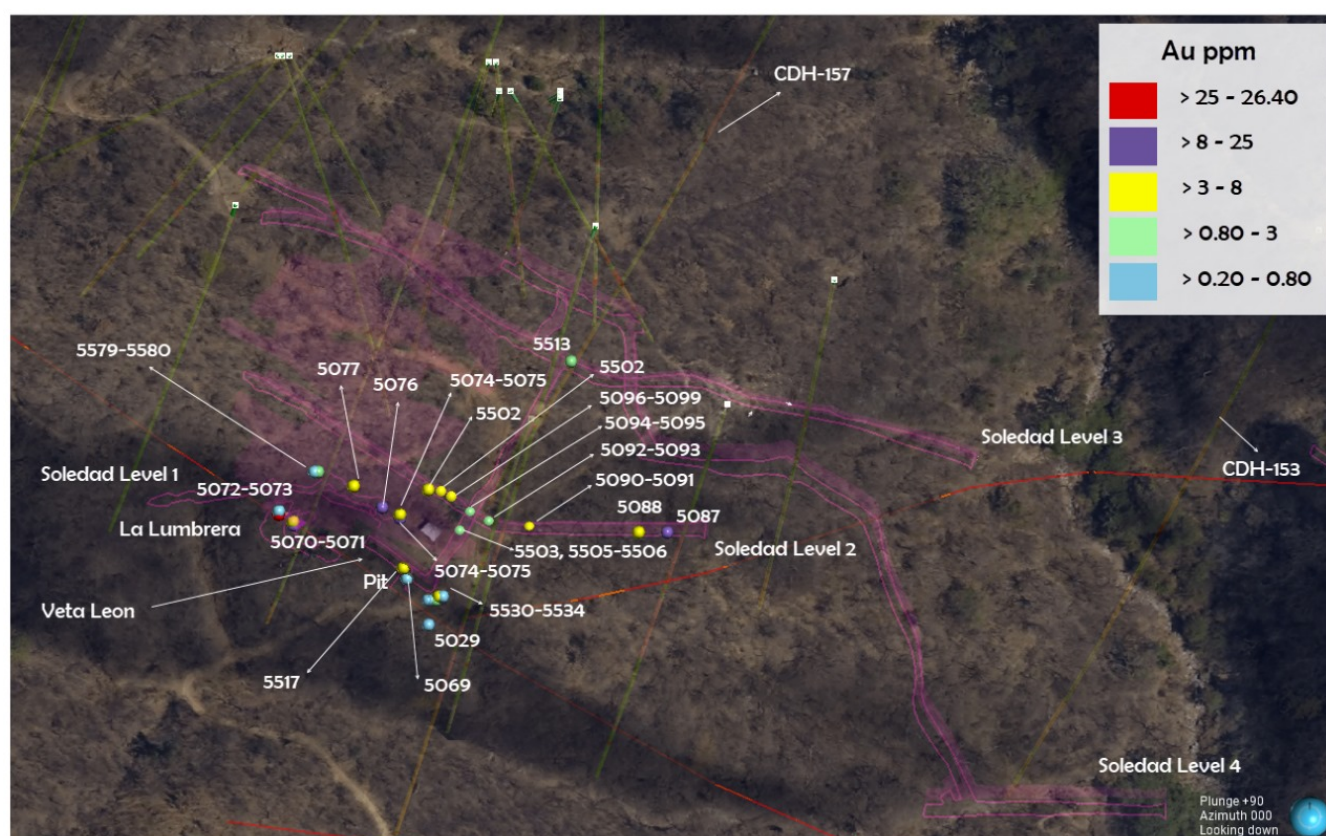 Au ppm
> 25 - 26.40
> 8 - 25
> 3 - 8
> 0.80 - 3
> 0.20 - 0.80
CDH-157
5579-5580
5077
5076
5074-5075
5502
5513
5502
5096-5099
5094-5095
5092-5093
5090-5091
5088
5087
Soledad Level 3
CDH-153
Soledad Level 1
5072-5073
La Lumbrera
5070-5071
Soledad Level 2
5503, 5505-5506
5074-5075
Pit
Veta Leon
5530-5534
5029
5517
5069
Soledad Level 4
Plunge +90
Azimuth 000
Looking down